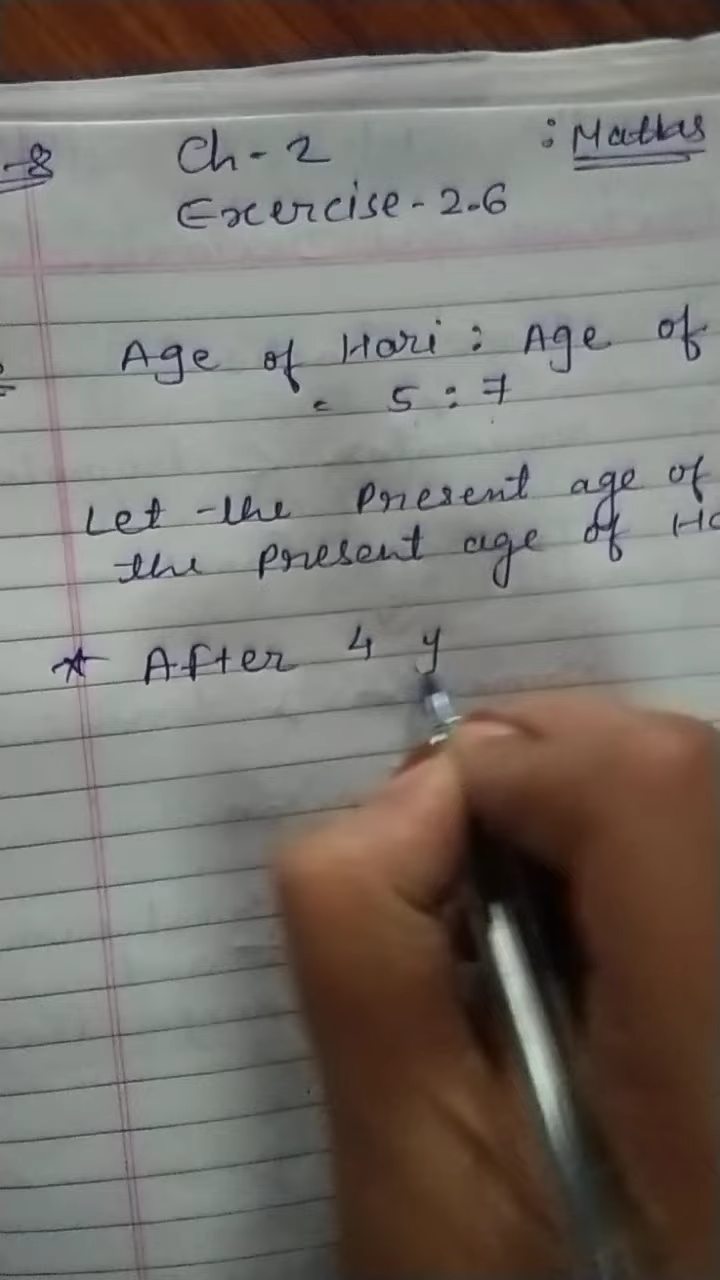 -8 Ch-2 : Maths
Exercise-2.6
Age of Hari : Age of
= 5 : 7
Let the present age of
the present age of Ha
* After 4 y